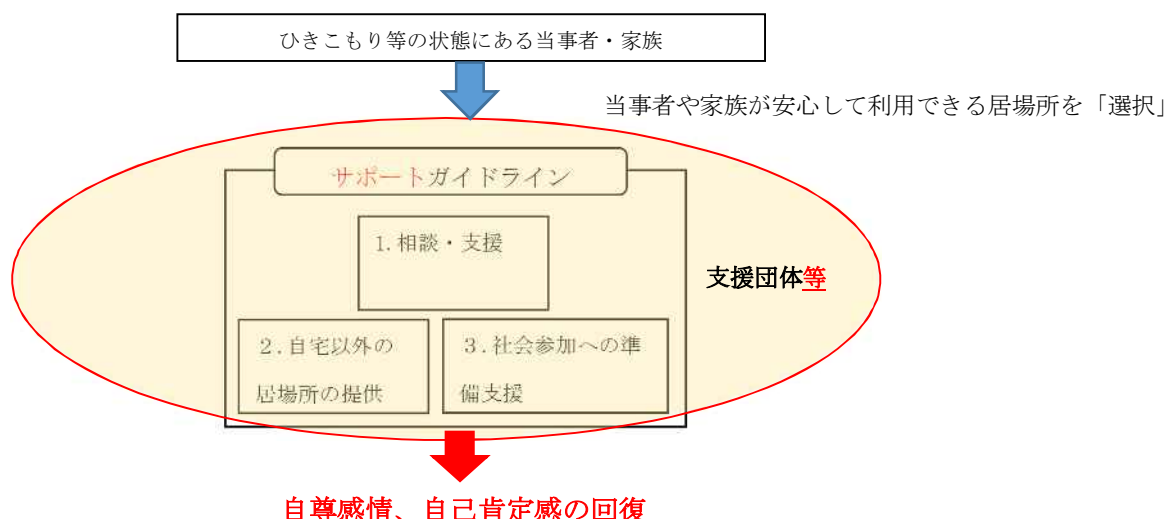 ひきこもり等の状態にある当事者・家族
当事者や家族が安心して利用できる居場所を「選択」
サポートガイドライン
1.相談・支援
支援団体等
2.自宅以外の
居場所の提供
3.社会参加への準
備支援
自尊感情、自己肯定感の回復